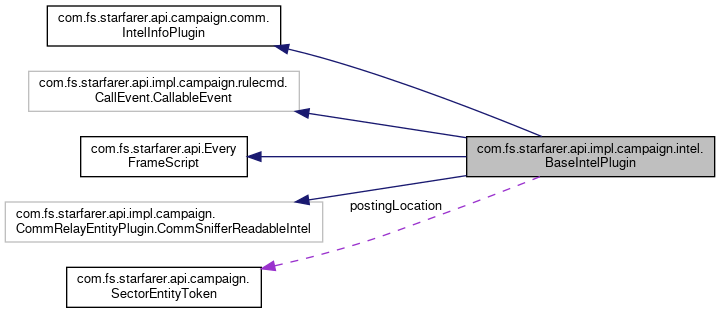 com.fs.starfarer.api.campaign.comm.
IntelInfoPlugin
com.fs.starfarer.api.impl.campaign.rulecmd.
CallEvent.CallableEvent
com.fs.starfarer.api.Every
FrameScript
com.fs.starfarer.api.impl.campaign.intel.
BaseIntelPlugin
com.fs.starfarer.api.impl.campaign.
CommRelayEntityPlugin.CommSnifferReadableIntel
postingLocation
com.fs.starfarer.api.campaign.
SectorEntityToken